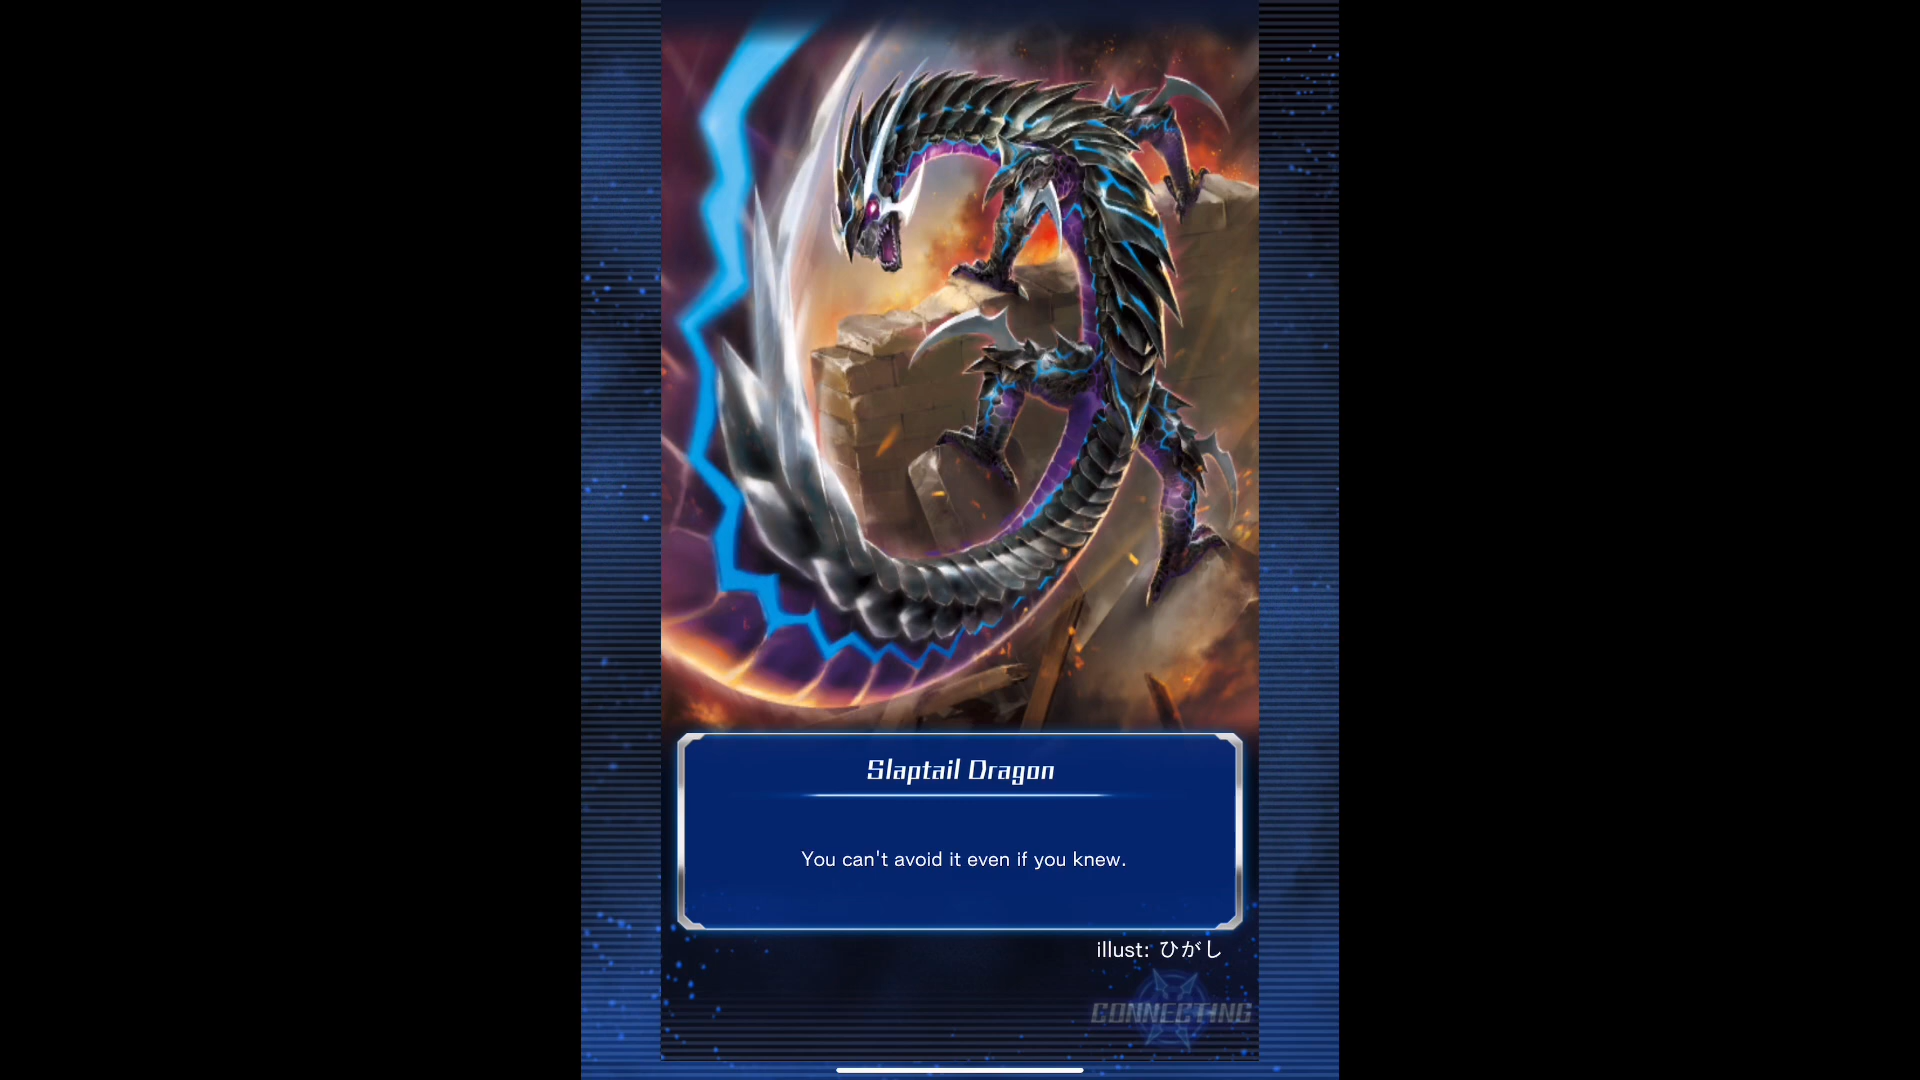 Slaptail Dragon
You can't avoid it even if you knew.
illust: ひがし
CONNECTING